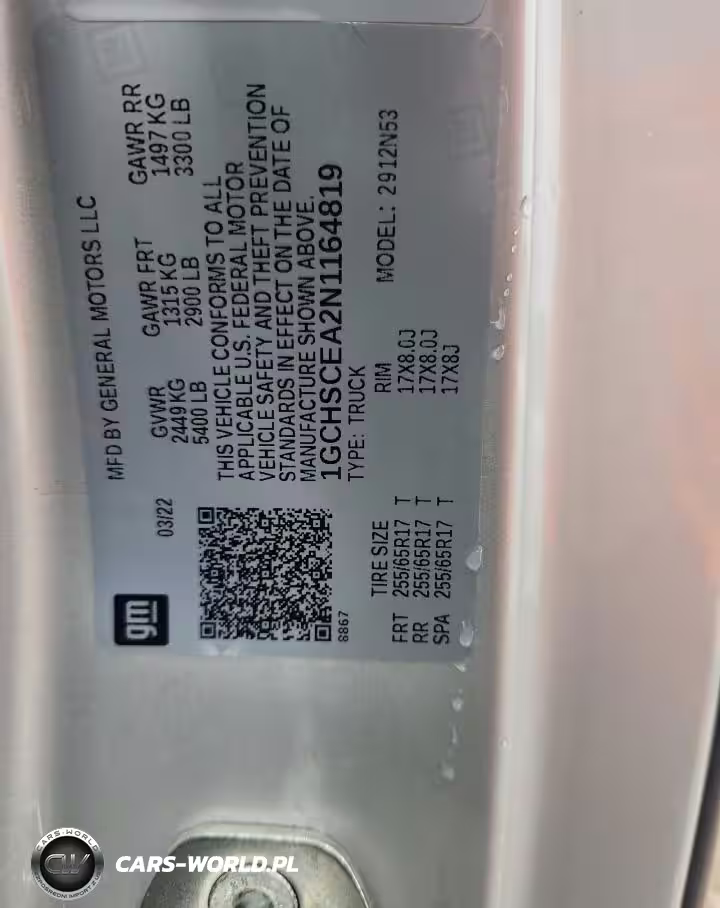 MFD BY GENERAL MOTORS LLC
gm
03/22
GVWR GAWR FRT GAWR RR
2449 KG 1315 KG 1497 KG
5400 LB 2900 LB 3300 LB
THIS VEHICLE CONFORMS TO ALL
APPLICABLE U.S. FEDERAL MOTOR
VEHICLE SAFETY AND THEFT PREVENTION
STANDARDS IN EFFECT ON THE DATE OF
MANUFACTURE SHOWN ABOVE.
1GCHSCEA2N1164819
8867
TYPE: TRUCK
TIRE SIZE RIM MODEL: 2912N53
FRT 255/65R17 T 17X8.0J
RR 255/65R17 T 17X8.0J
SPA 255/65R17 T 17X8J
CARS-WORLD
CW
CARS-WORLD.PL